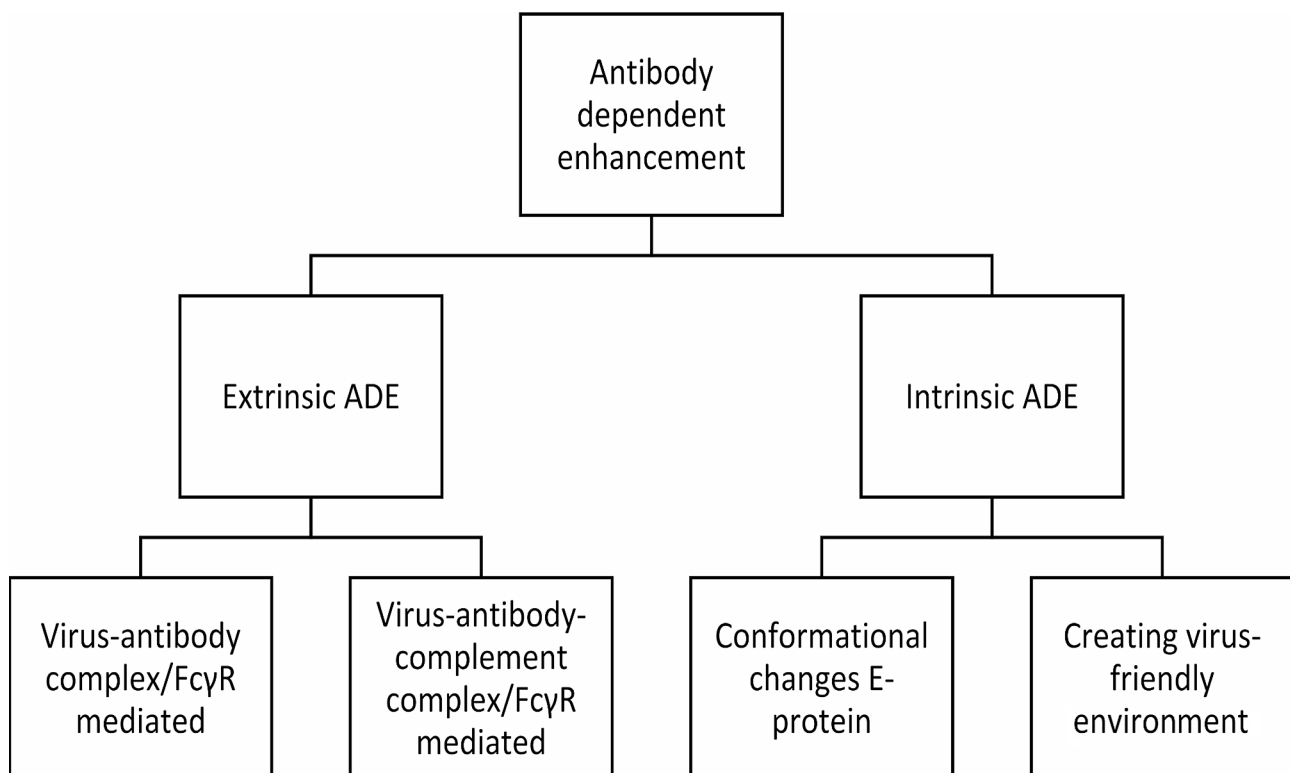 Antibody
dependent
enhancement
Extrinsic ADE
Intrinsic ADE
Virus-antibody
complex/FcγR
mediated
Virus-antibody-
complement
complex/FcγR
mediated
Conformational
changes E-
protein
Creating virus-
friendly
environment